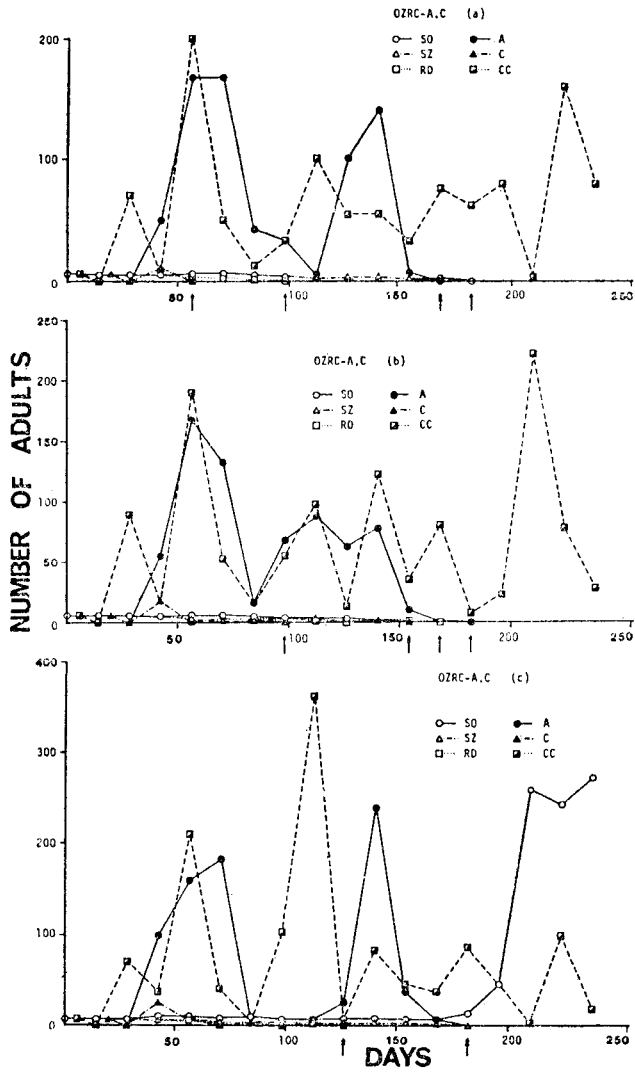 OZRC-A,C (a)
SO A
SZ C
RD CC
200
100
0
50 100 150 200 250
OZRC-A,C (b)
SO A
SZ C
RD CC
250
200
150
100
50
0
50 100 150 200 250
OZRC-A,C (c)
SO A
SZ C
RD CC
400
300
200
100
0
0 50 100 150 200 250
NUMBER OF ADULTS
DAYS